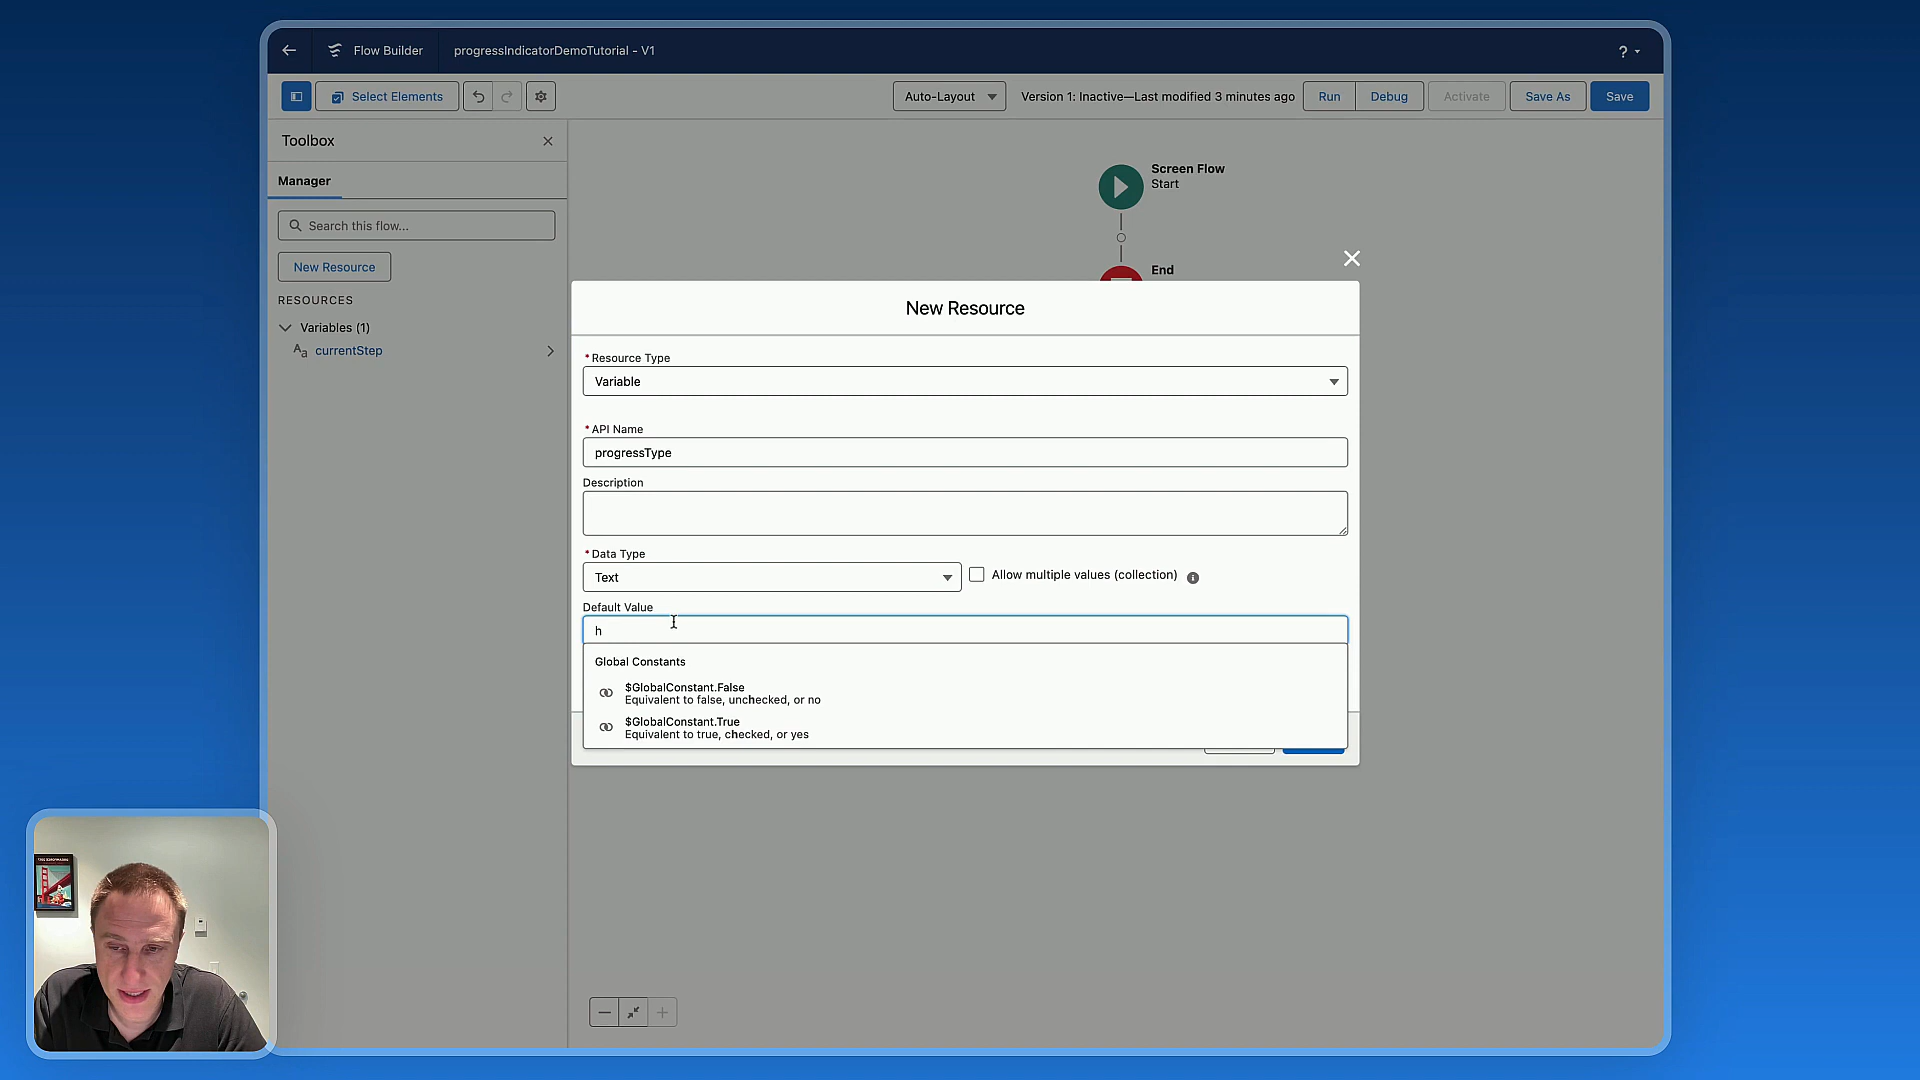 Flow Builder
progressIndicatorDemoTutorial - V1
?
Select Elements
Auto-Layout
Version 1: Inactive—Last modified 3 minutes ago
Run
Debug
Activate
Save As
Save
Toolbox
Manager
Search this flow...
New Resource
RESOURCES
Variables (1)
Aa currentStep
Screen Flow
Start
End
New Resource
*Resource Type
Variable
*API Name
progressType
Description
*Data Type
Text
Allow multiple values (collection)
Default Value
h
Global Constants
$GlobalConstant.False
Equivalent to false, unchecked, or no
$GlobalConstant.True
Equivalent to true, checked, or yes